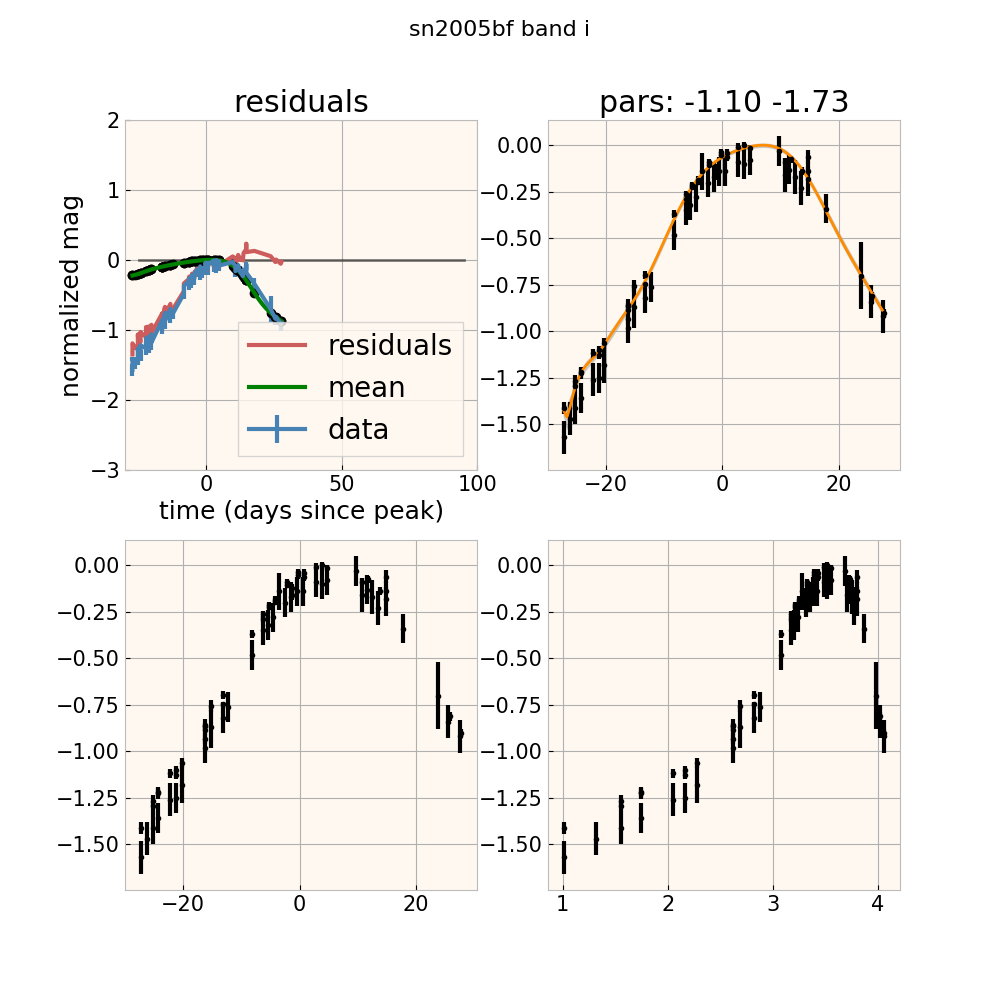 sn2005bf band i
residuals
pars: -1.10 -1.73
normalized mag
2
1
0
−1
−2
−3
residuals
mean
data
0 50 100
time (days since peak)
0.00
−0.25
−0.50
−0.75
−1.00
−1.25
−1.50
−20 0 20
0.00
−0.25
−0.50
−0.75
−1.00
−1.25
−1.50
−20 0 20
0.00
−0.25
−0.50
−0.75
−1.00
−1.25
−1.50
1 2 3 4